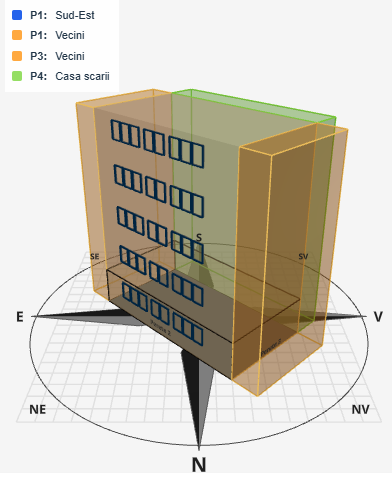 P1: Sud-Est
P1: Vecini
P3: Vecini
P4: Casa scarii
SE
S
SV
E
V
NE
NV
N